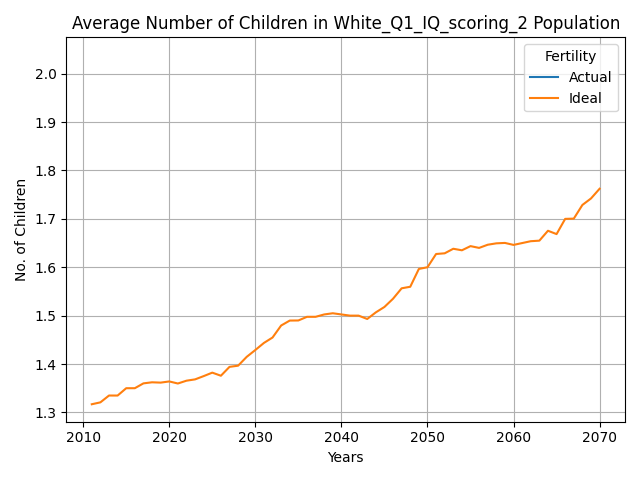 Average Number of Children in White_Q1_IQ_scoring_2 Population
Fertility
Actual
Ideal
No. of Children
2.0
1.9
1.8
1.7
1.6
1.5
1.4
1.3
2010 2020 2030 2040 2050 2060 2070
Years